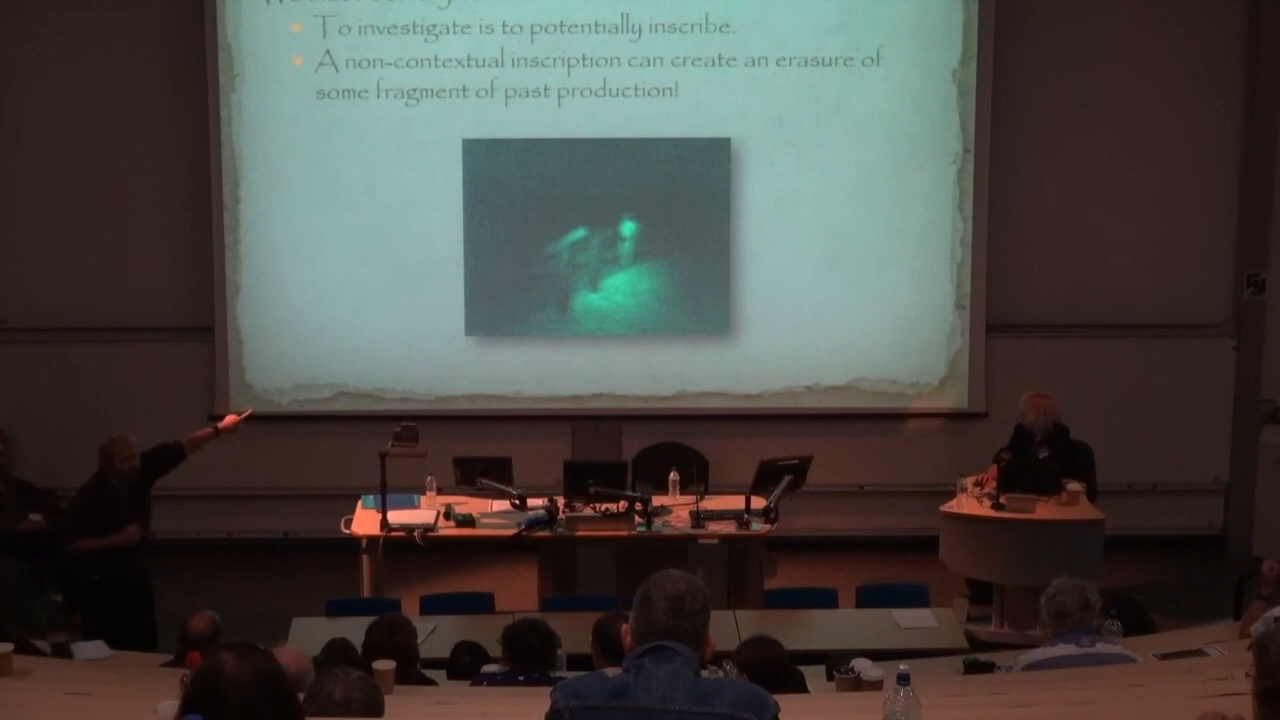 To investigate is to potentially inscribe.
A non-contextual inscription can create an erasure of
some fragment of past production!